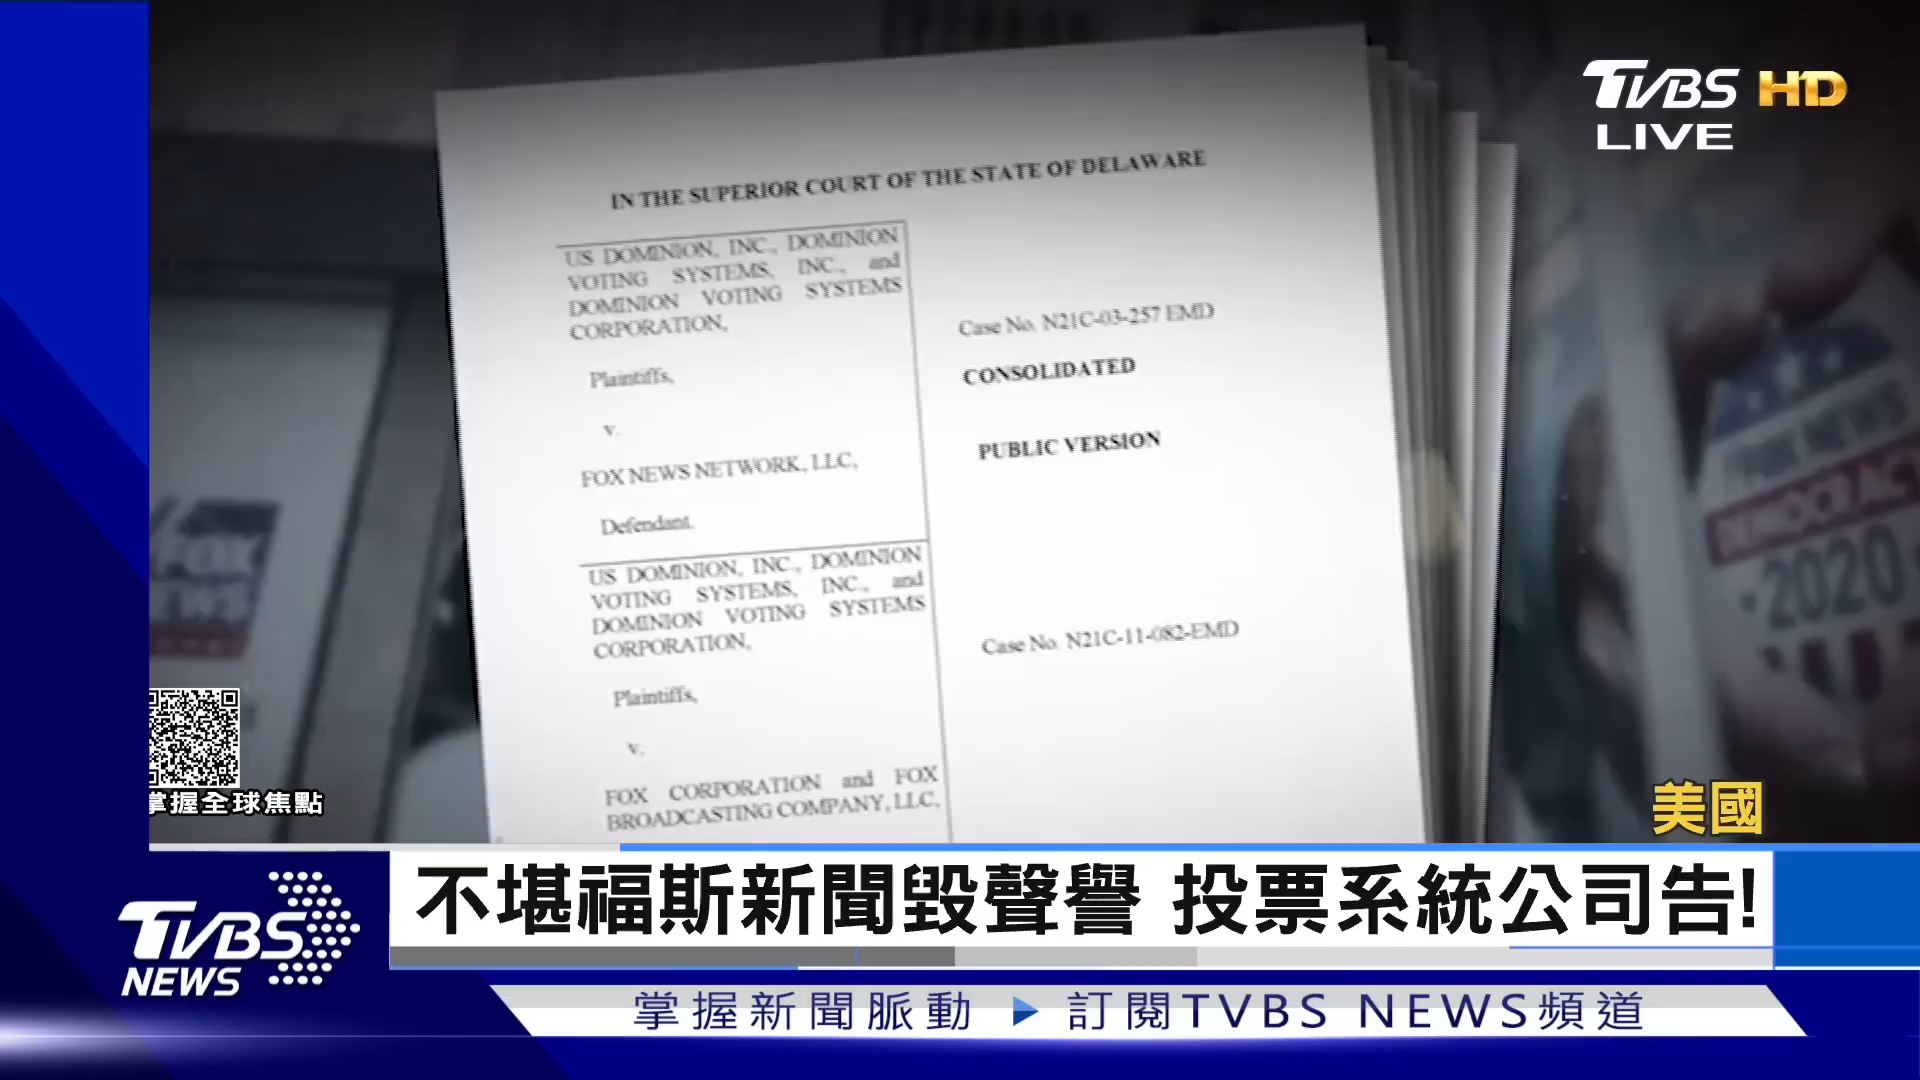 TVBS HD
LIVE
IN THE SUPERIOR COURT OF THE STATE OF DELAWARE
US DOMINION, INC., DOMINION
VOTING SYSTEMS, INC., and
DOMINION VOTING SYSTEMS
CORPORATION,
Plaintiffs,
v.
FOX NEWS NETWORK, LLC,
Defendant.
Case No. N21C-03-257 EMD
CONSOLIDATED
PUBLIC VERSION
US DOMINION, INC., DOMINION
VOTING SYSTEMS, INC., and
DOMINION VOTING SYSTEMS
CORPORATION,
Plaintiffs,
v.
FOX CORPORATION and FOX
BROADCASTING COMPANY, LLC,
Case No. N21C-11-082-EMD
FOX
NEWS
DEMOCRACY
2020
掌握全球焦點
美國
不堪福斯新聞毀聲譽 投票系統公司告!
TVBS
NEWS
掌握新聞脈動 ▶ 訂閱TVBS NEWS頻道